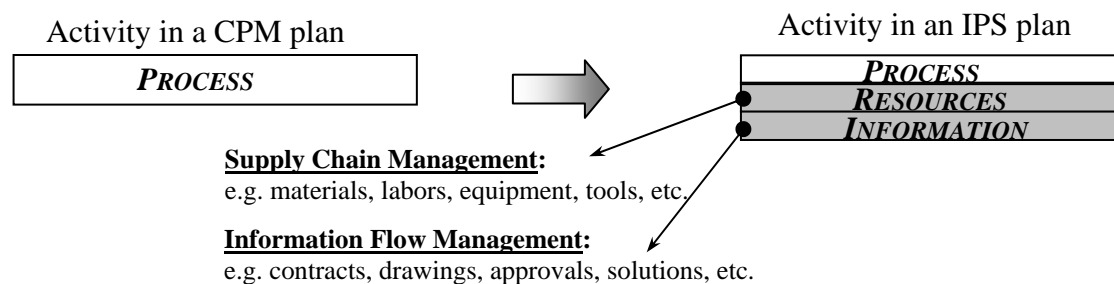 Activity in a CPM plan
PROCESS
Activity in an IPS plan
PROCESS
RESOURCES
INFORMATION
Supply Chain Management:
e.g. materials, labors, equipment, tools, etc.
Information Flow Management:
e.g. contracts, drawings, approvals, solutions, etc.